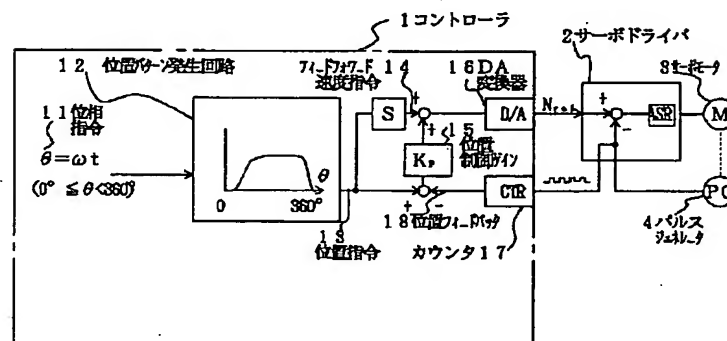 1コントローラ
2サーボドライバ
3サーボモータ
12 位置パターン発生回路
フィードフォワード
速度指令
14
16DA
変換器
11位相
指令
θ=ωt
(0°≦θ<360°)
S
+
+
D/A
Nref
+
-
ASR
M
15
位置
制御ゲイン
KP
θ
0
360°
+
-
CTR
PG
18位置フィードバック
13
位置指令
カウンタ17
4パルス
ジェネレータ